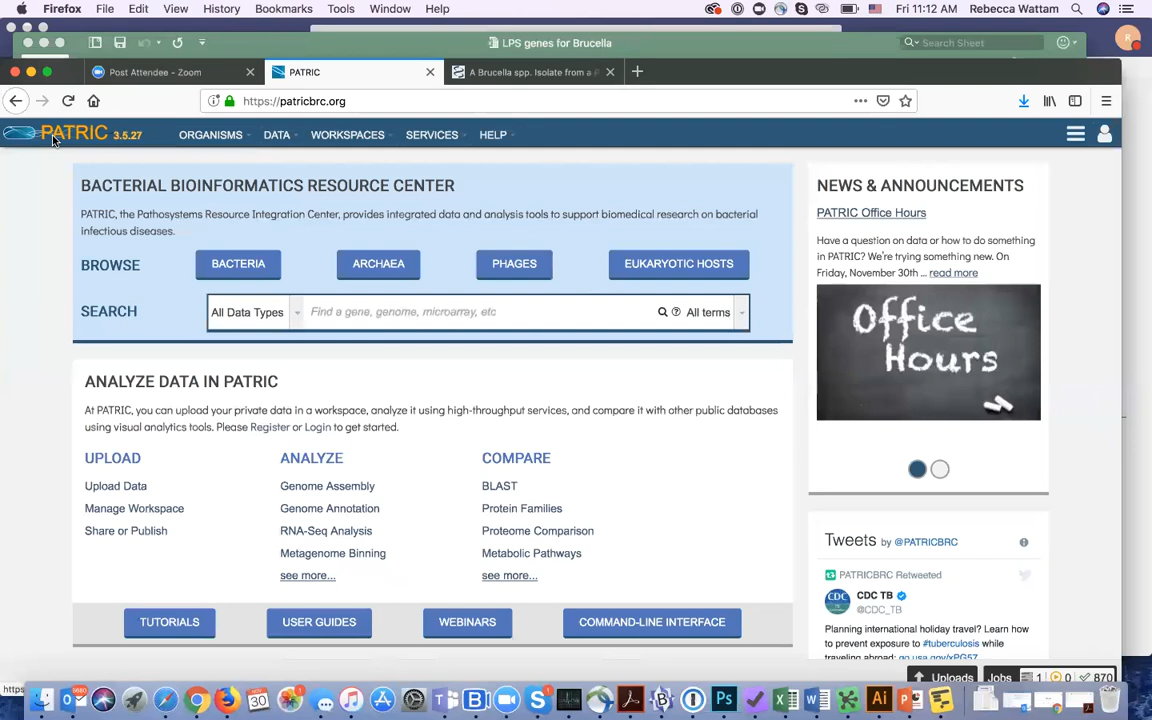 Firefox File Edit View History Bookmarks Tools Window Help Fri 11:12 AM Rebecca Wattam
LPS genes for Brucella
Search Sheet
R
Post Attendee - Zoom
PATRIC
A Brucella spp. Isolate from a
https://patricbrc.org
PATRIC 3.5.27
ORGANISMS DATA WORKSPACES SERVICES HELP
BACTERIAL BIOINFORMATICS RESOURCE CENTER
PATRIC, the Pathosystems Resource Integration Center, provides integrated data and analysis tools to support biomedical research on bacterial
infectious diseases.
BROWSE BACTERIA ARCHAEA PHAGES EUKARYOTIC HOSTS
SEARCH All Data Types Find a gene, genome, microarray, etc All terms
ANALYZE DATA IN PATRIC
At PATRIC, you can upload your private data in a workspace, analyze it using high-throughput services, and compare it with other public databases
using visual analytics tools. Please Register or Login to get started.
UPLOAD
Upload Data
Manage Workspace
Share or Publish
ANALYZE
Genome Assembly
Genome Annotation
RNA-Seq Analysis
Metagenome Binning
see more...
COMPARE
BLAST
Protein Families
Proteome Comparison
Metabolic Pathways
see more...
TUTORIALS USER GUIDES WEBINARS COMMAND-LINE INTERFACE
NEWS & ANNOUNCEMENTS
PATRIC Office Hours
Have a question on data or how to do something
in PATRIC? We're trying something new. On
Friday, November 30th ... read more
Office
Hours
Tweets by @PATRICBRC
PATRICBRC Retweeted
CDC TB
@CDC_TB
Planning international holiday travel? Learn how
to prevent exposure to #tuberculosis while
traveling abroad: go.usa.gov/xPG57
Uploads Jobs 1 0 870
https